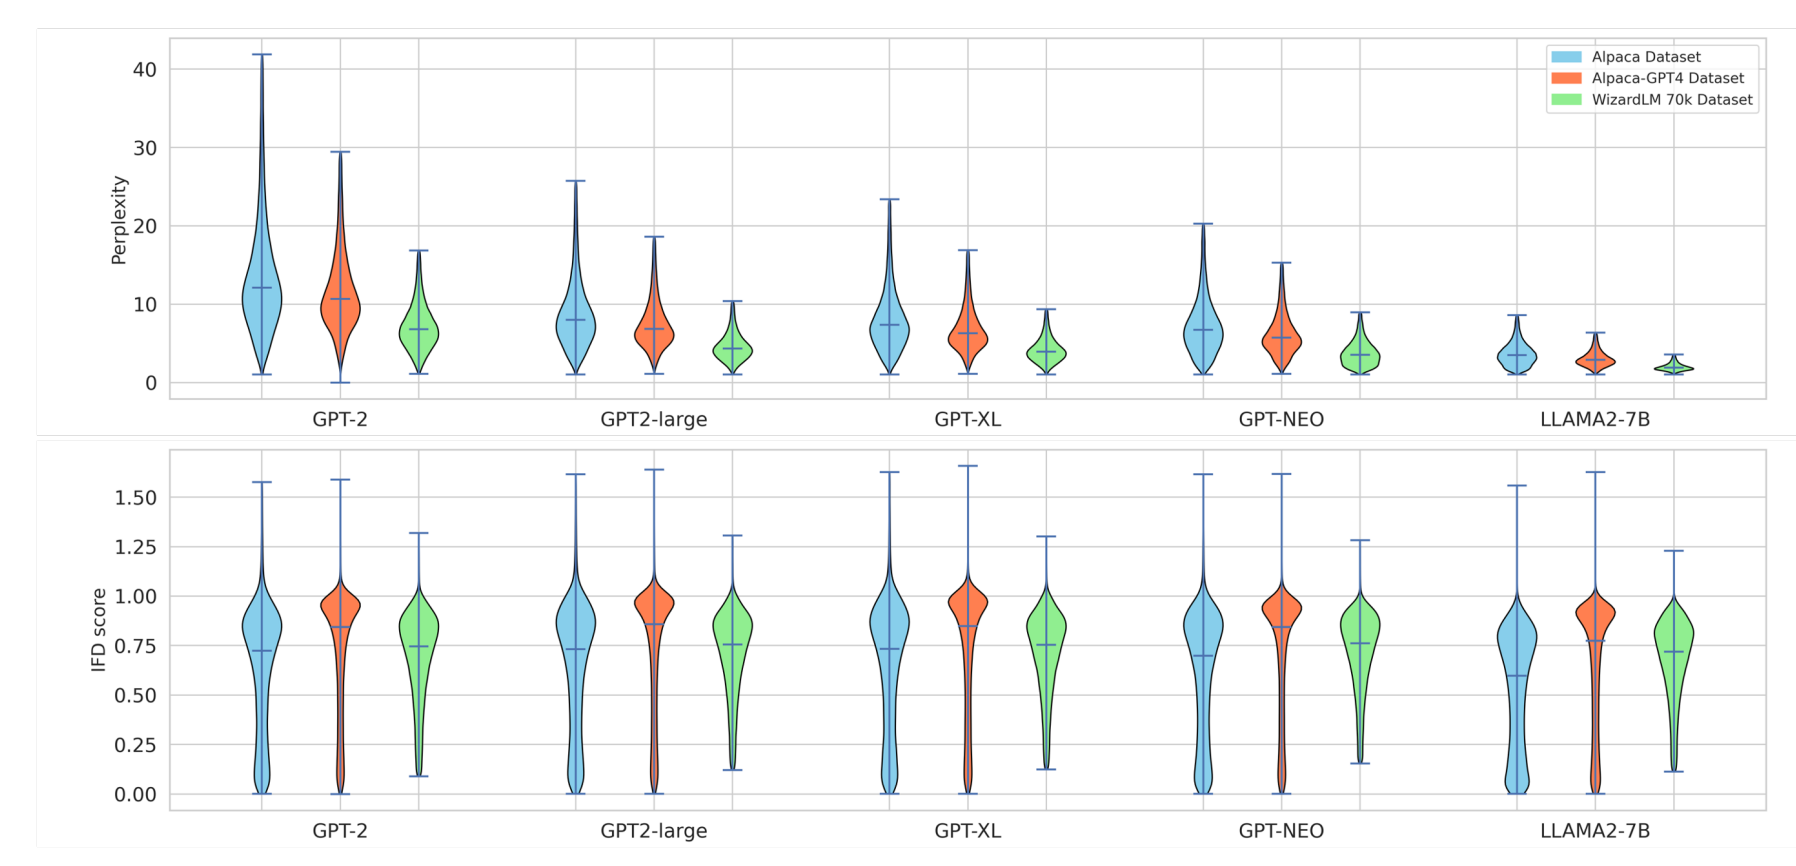 40
30
20
10
0
Perplexity
Alpaca Dataset
Alpaca-GPT4 Dataset
WizardLM 70k Dataset
GPT-2 GPT2-large GPT-XL GPT-NEO LLAMA2-7B
1.50
1.25
1.00
0.75
0.50
0.25
0.00
IFD score
GPT-2 GPT2-large GPT-XL GPT-NEO LLAMA2-7B